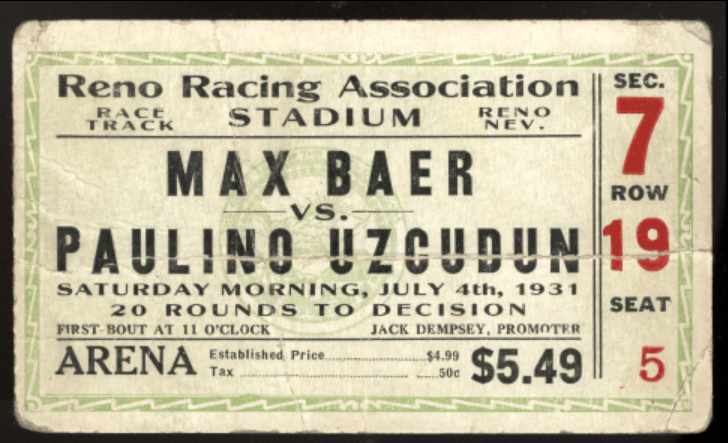 Reno Racing Association
RACE TRACK STADIUM RENO NEV.
MAX BAER
VS.
PAULINO UZCUDUN
SATURDAY MORNING, JULY 4th, 1931
20 ROUNDS TO DECISION
FIRST BOUT AT 11 O'CLOCK JACK DEMPSEY, PROMOTER
ARENA
Established Price $4.99
Tax 50c
$5.49
SEC.
7
ROW
19
SEAT
5